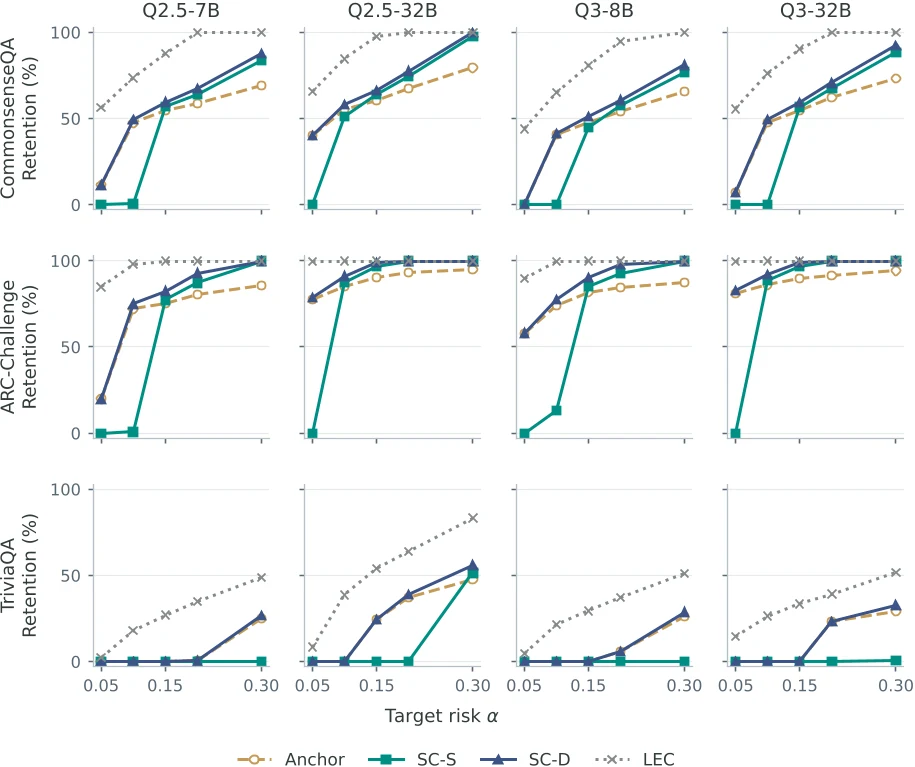 Q2.5-7B Q2.5-32B Q3-8B Q3-32B
CommonsenseQA
Retention (%)
100
50
0
ARC-Challenge
Retention (%)
100
50
0
TriviaQA
Retention (%)
100
50
0
0.05 0.15 0.30 0.05 0.15 0.30 0.05 0.15 0.30 0.05 0.15 0.30
Target risk α
Anchor SC-S SC-D LEC